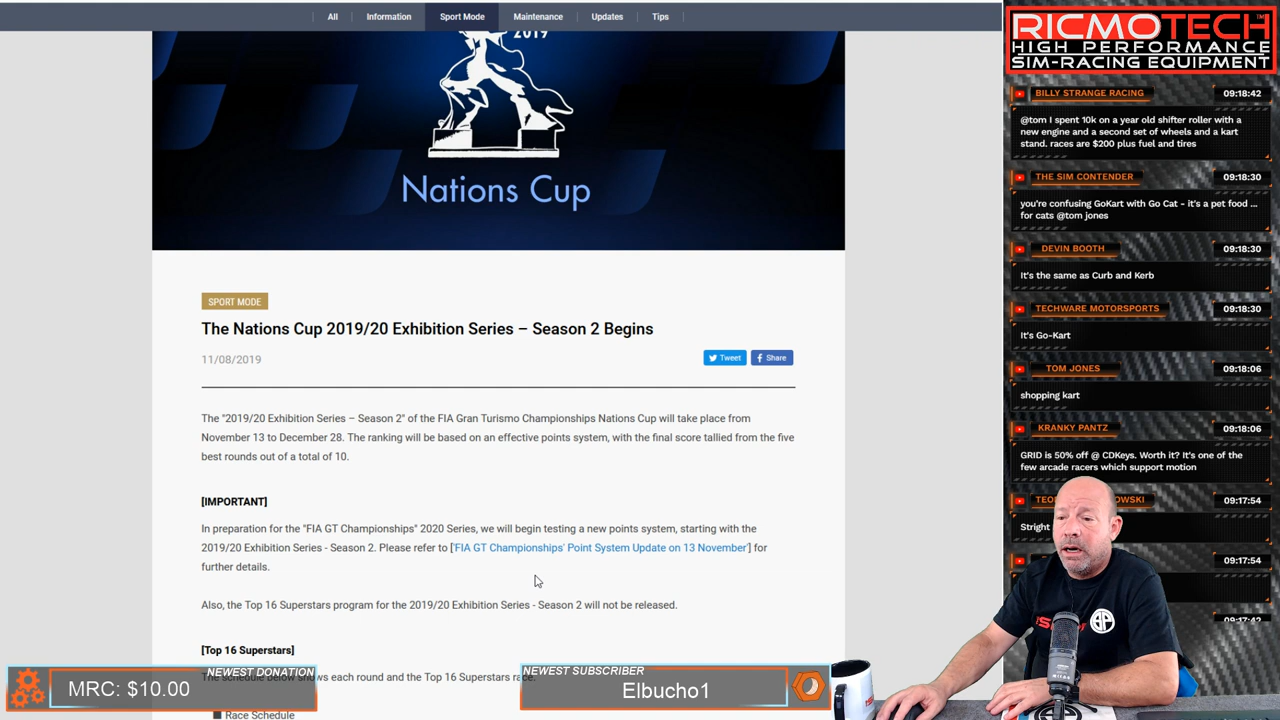 All
Information
Sport Mode
Maintenance
Updates
Tips
2019
Nations Cup
SPORT MODE
The Nations Cup 2019/20 Exhibition Series – Season 2 Begins
11/08/2019
Tweet
Share
The "2019/20 Exhibition Series – Season 2" of the FIA Gran Turismo Championships Nations Cup will take place from
November 13 to December 28. The ranking will be based on an effective points system, with the final score tallied from the five
best rounds out of a total of 10.
[IMPORTANT]
In preparation for the "FIA GT Championships" 2020 Series, we will begin testing a new points system, starting with the
2019/20 Exhibition Series - Season 2. Please refer to ['FIA GT Championships' Point System Update on 13 November'] for
further details.
Also, the Top 16 Superstars program for the 2019/20 Exhibition Series - Season 2 will not be released.
[Top 16 Superstars]
The schedule below shows each round and the Top 16 Superstars race.
■ Race Schedule
NEWEST DONATION
MRC: $10.00
NEWEST SUBSCRIBER
Elbucho1
RICMOTECH
HIGH PERFORMANCE
SIM-RACING EQUIPMENT
BILLY STRANGE RACING 09:18:42
@tom I spent 10k on a year old shifter roller with a
new engine and a second set of wheels and a kart
stand. races are $200 plus fuel and tires
THE SIM CONTENDER 09:18:30
you're confusing GoKart with Go Cat - it's a pet food ...
for cats @tom jones
DEVIN BOOTH 09:18:30
It's the same as Curb and Kerb
TECHWARE MOTORSPORTS 09:18:30
It's Go-Kart
TOM JONES 09:18:06
shopping kart
KRANKY PANTZ 09:18:06
GRID is 50% off @ CDKeys. Worth it? It's one of the
few arcade racers which support motion
09:17:54
Stright
09:17:54
09:17:42